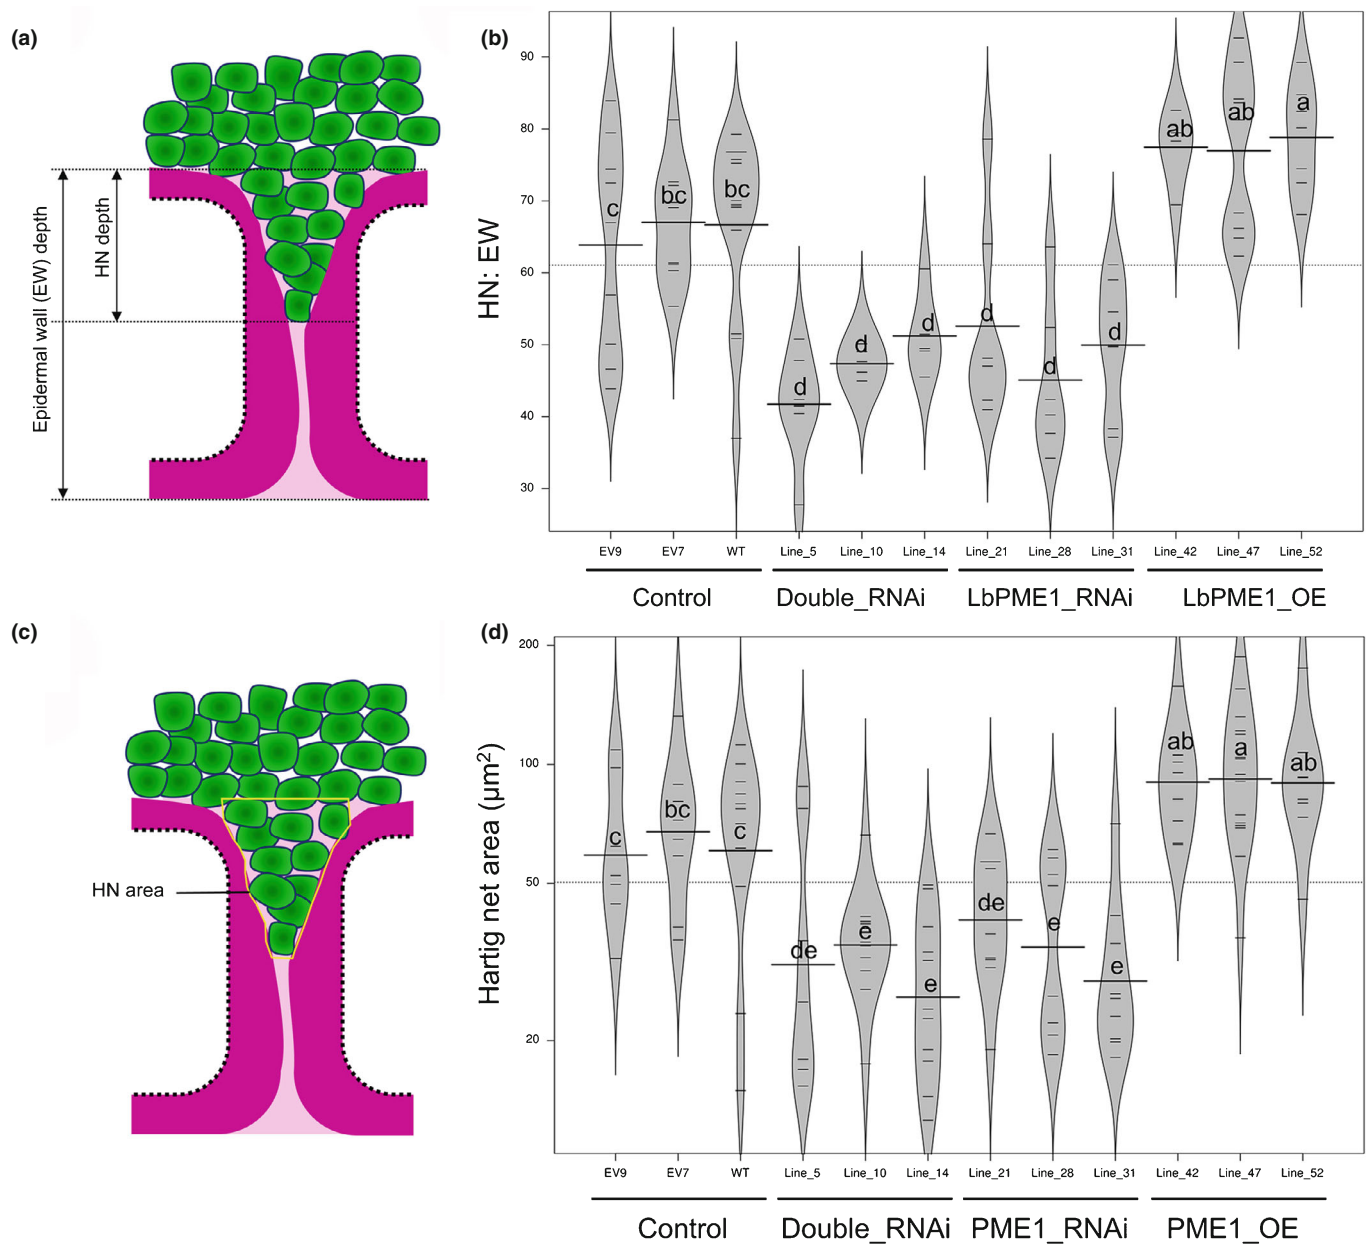 (a)
Epidermal wall (EW) depth
HN depth
(b)
HN: EW
90
80
70
60
50
40
30
c
bc
bc
d
d
d
d
d
d
ab
ab
a
EV9 EV7 WT Line_5 Line_10 Line_14 Line_21 Line_28 Line_31 Line_42 Line_47 Line_52
Control Double_RNAi LbPME1_RNAi LbPME1_OE
(c)
HN area
(d)
Hartig net area (µm²)
200
100
50
20
c
bc
c
de
e
e
de
e
e
ab
a
ab
EV9 EV7 WT Line_5 Line_10 Line_14 Line_21 Line_28 Line_31 Line_42 Line_47 Line_52
Control Double_RNAi PME1_RNAi PME1_OE